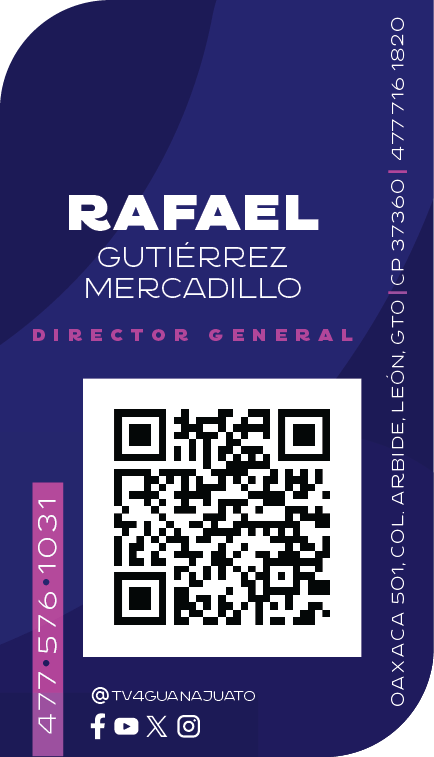 RAFAEL
GUTIÉRREZ
MERCADILLO
DIRECTOR GENERAL
477•576•1031
@TV4GUANAJUATO
OAXACA 501, COL. ARBIDE, LEÓN, GTO | CP 37360 | 477 716 1820